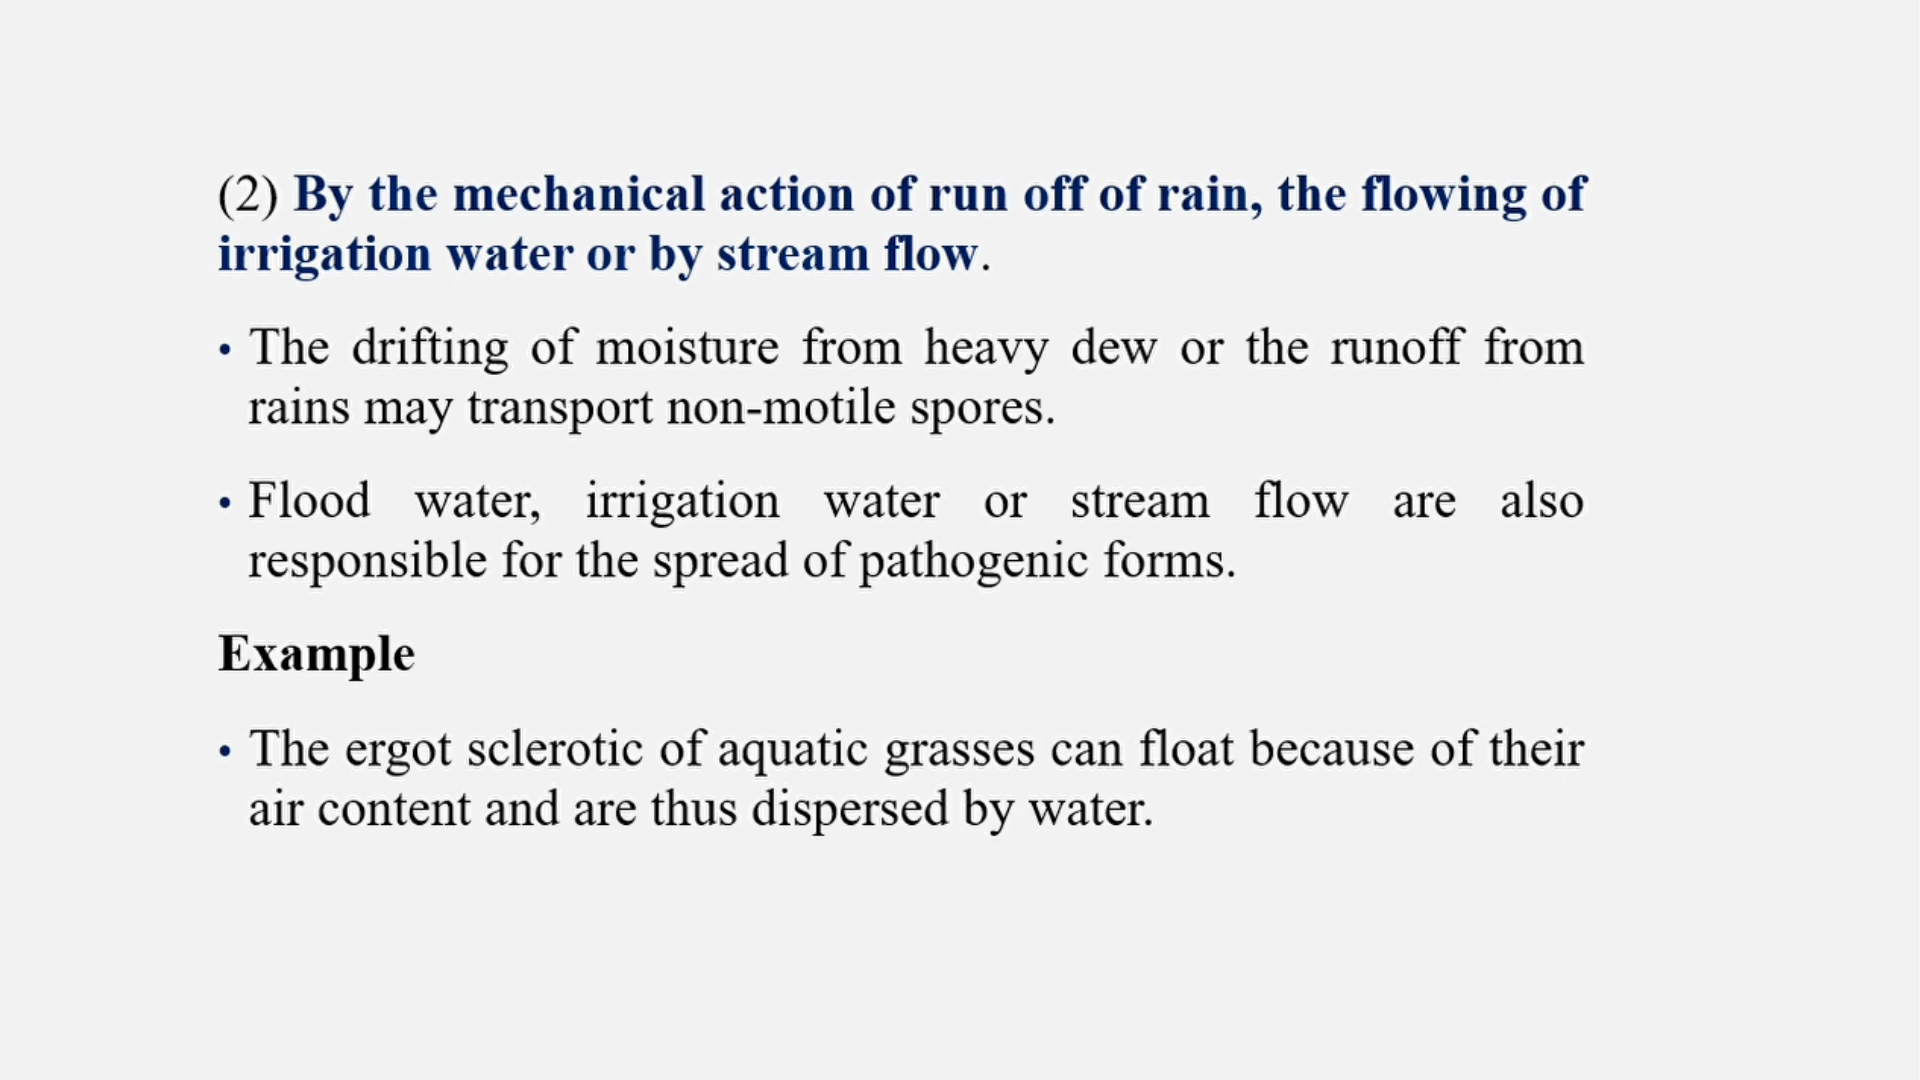 (2) By the mechanical action of run off of rain, the flowing of
irrigation water or by stream flow.
• The drifting of moisture from heavy dew or the runoff from
rains may transport non-motile spores.
• Flood water, irrigation water or stream flow are also
responsible for the spread of pathogenic forms.
Example
• The ergot sclerotic of aquatic grasses can float because of their
air content and are thus dispersed by water.